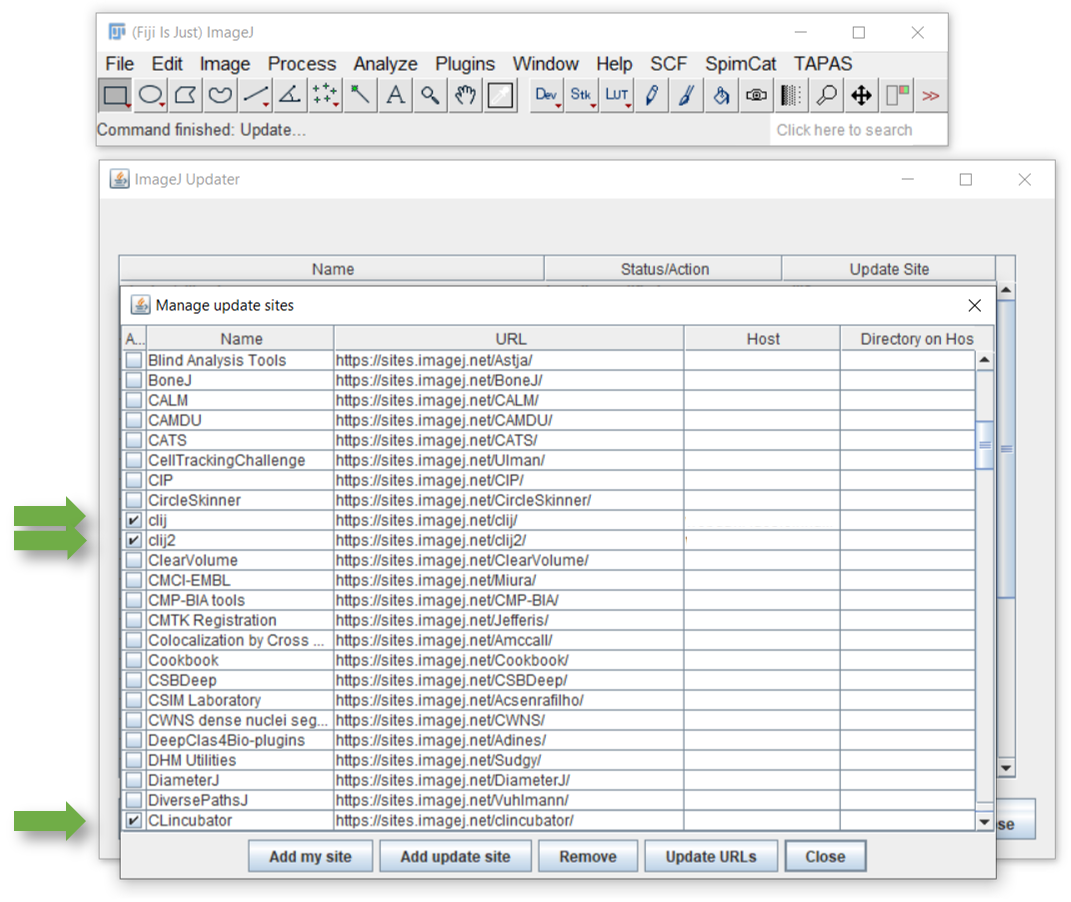 (Fiji Is Just) ImageJ
File Edit Image Process Analyze Plugins Window Help SCF SpimCat TAPAS
A Dev Stk LUT >>
Command finished: Update... Click here to search
ImageJ Updater
Name Status/Action Update Site
Manage update sites
A... Name URL Host Directory on Hos
Blind Analysis Tools https://sites.imagej.net/Astja/
BoneJ https://sites.imagej.net/BoneJ/
CALM https://sites.imagej.net/CALM/
CAMDU https://sites.imagej.net/CAMDU/
CATS https://sites.imagej.net/CATS/
CellTrackingChallenge https://sites.imagej.net/Ulman/
CIP https://sites.imagej.net/CIP/
CircleSkinner https://sites.imagej.net/CircleSkinner/
clij https://sites.imagej.net/clij/
clij2 https://sites.imagej.net/clij2/
ClearVolume https://sites.imagej.net/ClearVolume/
CMCI-EMBL https://sites.imagej.net/Miura/
CMP-BIA tools https://sites.imagej.net/CMP-BIA/
CMTK Registration https://sites.imagej.net/Jefferis/
Colocalization by Cross ... https://sites.imagej.net/Amccall/
Cookbook https://sites.imagej.net/Cookbook/
CSBDeep https://sites.imagej.net/CSBDeep/
CSIM Laboratory https://sites.imagej.net/Acsenrafilho/
CWNS dense nuclei seg... https://sites.imagej.net/CWNS/
DeepClas4Bio-plugins https://sites.imagej.net/Adines/
DHM Utilities https://sites.imagej.net/Sudgy/
DiameterJ https://sites.imagej.net/DiameterJ/
DiversePathsJ https://sites.imagej.net/Vuhlmann/
CLincubator https://sites.imagej.net/clincubator/
se
Add my site Add update site Remove Update URLs Close